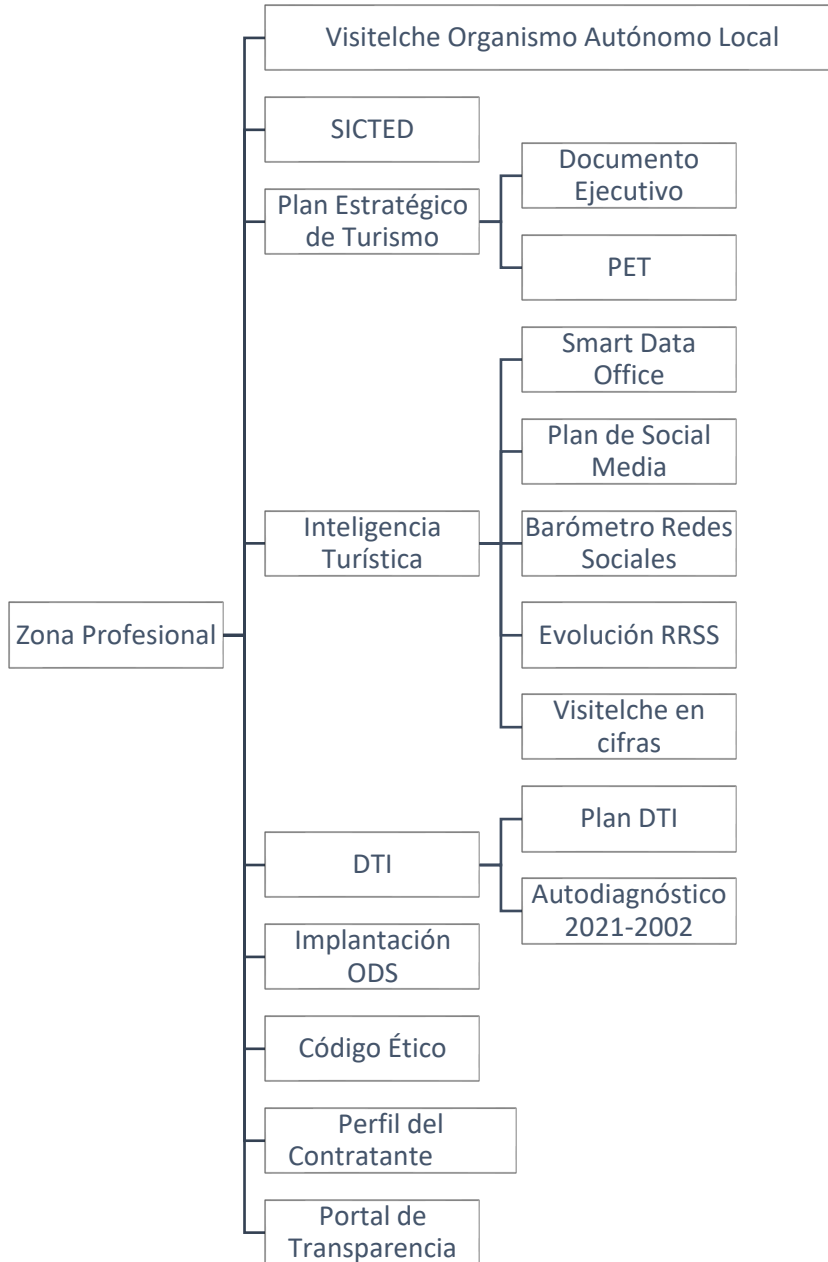 Visitelche Organismo Autónomo Local
SICTED
Plan Estratégico
de Turismo
Documento
Ejecutivo
PET
Zona Profesional
Inteligencia
Turística
Smart Data
Office
Plan de Social
Media
Barómetro Redes
Sociales
Evolución RRSS
Visitelche en
cifras
DTI
Plan DTI
Autodiagnóstico
2021-2002
Implantación
ODS
Código Ético
Perfil del
Contratante
Portal de
Transparencia